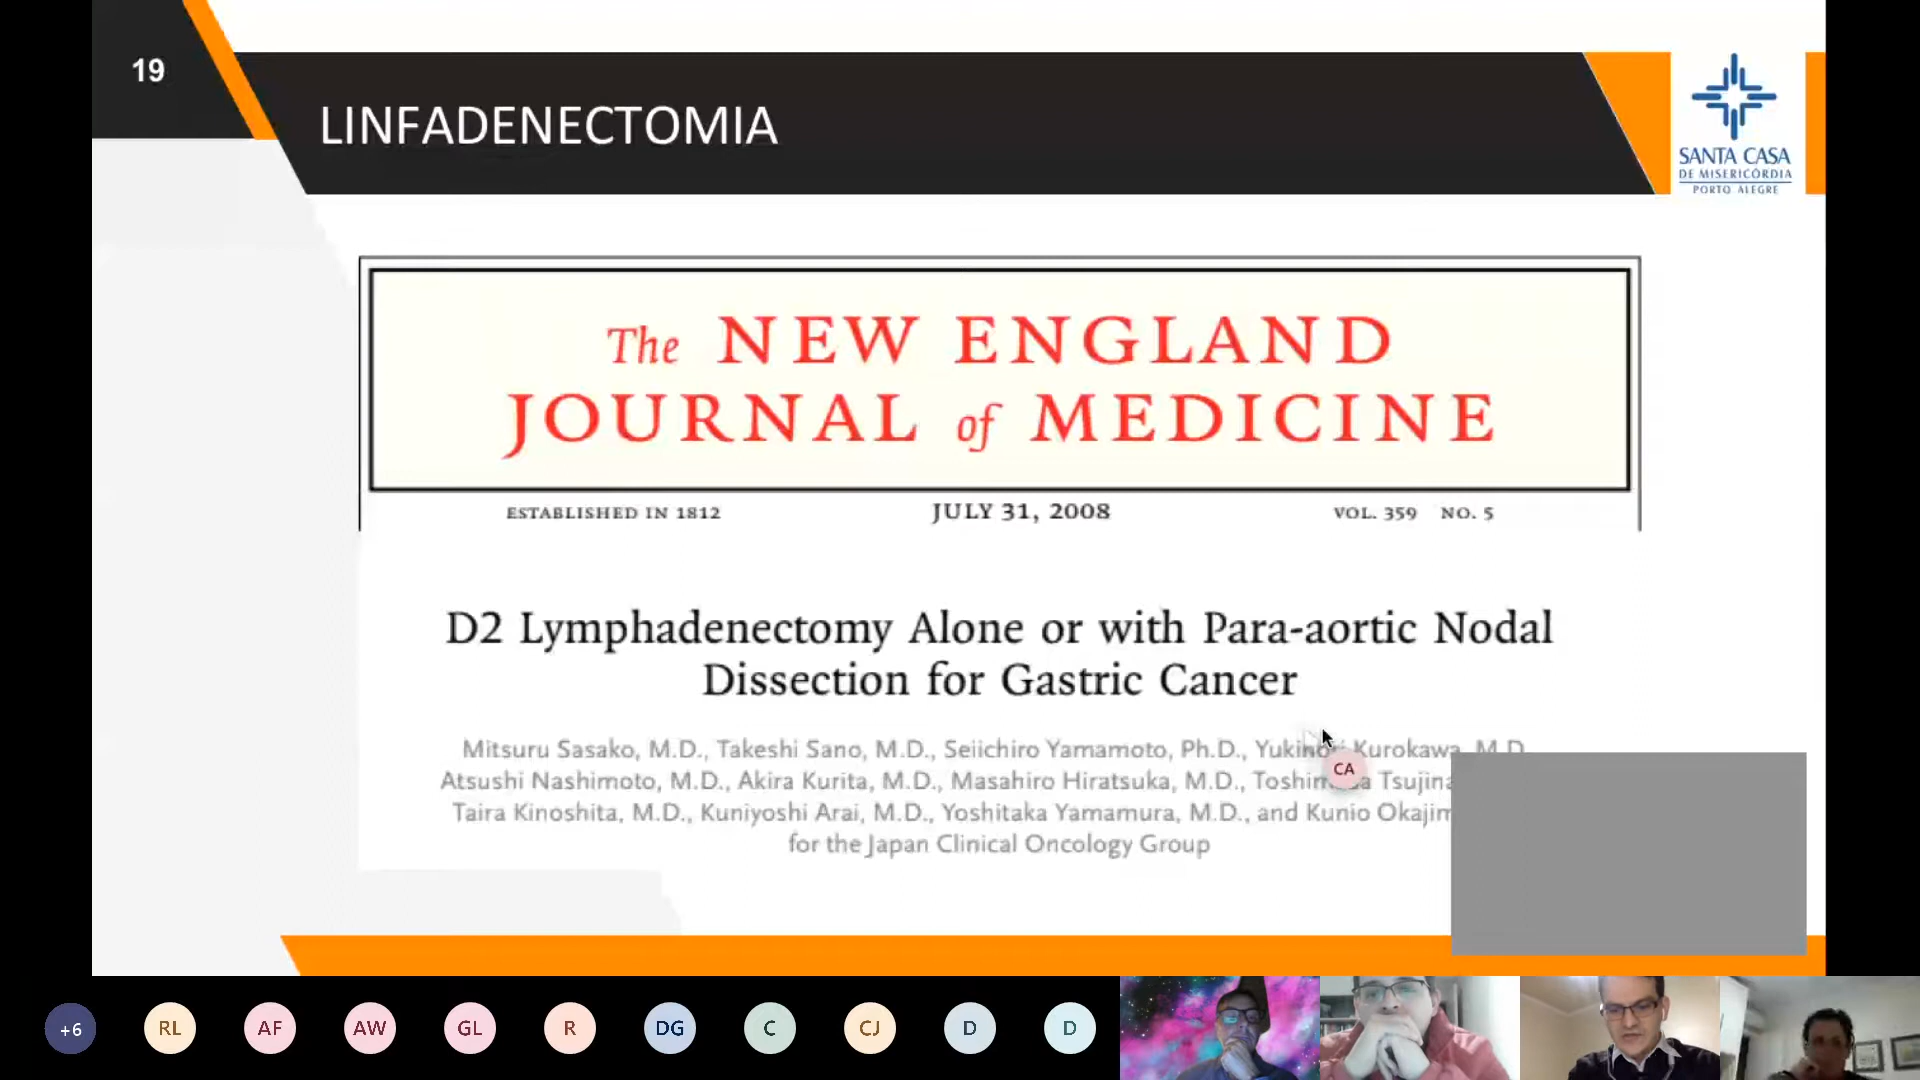 19
LINFADENECTOMIA
SANTA CASA
DE MISERICÓRDIA
PORTO ALEGRE
The NEW ENGLAND
JOURNAL of MEDICINE
ESTABLISHED IN 1812 JULY 31, 2008 VOL. 359 NO. 5
D2 Lymphadenectomy Alone or with Para-aortic Nodal
Dissection for Gastric Cancer
Mitsuru Sasako, M.D., Takeshi Sano, M.D., Seiichiro Yamamoto, Ph.D., Kurokawa, M.D.
Atsushi Nashimoto, M.D., Akira Kurita, M.D., Masahiro Hiratsuka, M.D.,
Taira Kinoshita, M.D., Kuniyoshi Arai, M.D., Yoshitaka Yamamura, M.D., and Kunio
for the Japan Clinical Oncology Group
CA
+6 RL AF AW GL R DG C CJ D D